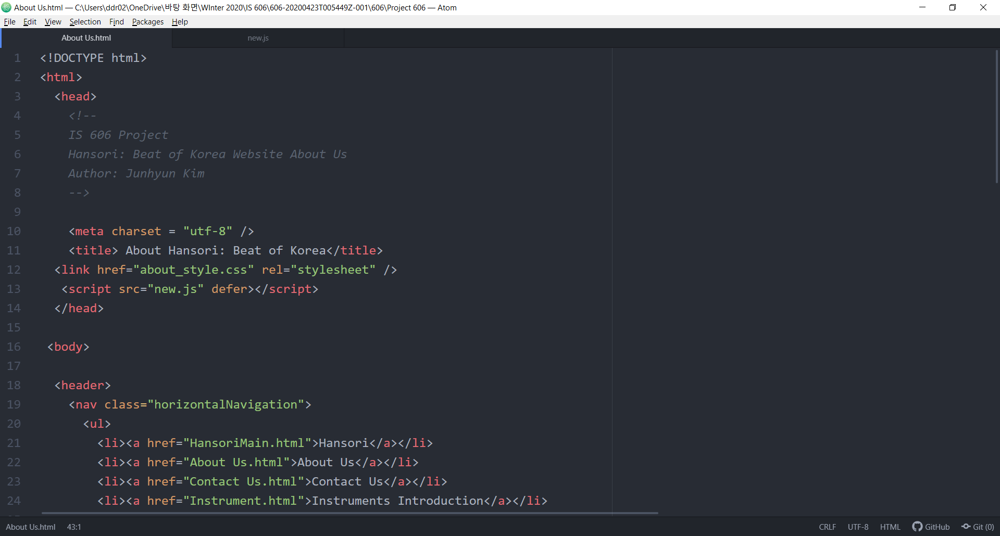 About Us.html — C:\Users\ddr02\OneDrive\바탕 화면\WInter 2020\IS 606\606-20200423T005449Z-001\606\Project 606 — Atom
File Edit View Selection Find Packages Help
About Us.html new.js
1 <!DOCTYPE html>
2 <html>
3 <head>
4 <!--
5 IS 606 Project
6 Hansori: Beat of Korea Website About Us
7 Author: Junhyun Kim
8 -->
9
10 <meta charset = "utf-8" />
11 <title> About Hansori: Beat of Korea</title>
12 <link href="about_style.css" rel="stylesheet" />
13 <script src="new.js" defer></script>
14 </head>
15
16 <body>
17
18 <header>
19 <nav class="horizontalNavigation">
20 <ul>
21 <li><a href="HansoriMain.html">Hansori</a></li>
22 <li><a href="About Us.html">About Us</a></li>
23 <li><a href="Contact Us.html">Contact Us</a></li>
24 <li><a href="Instrument.html">Instruments Introduction</a></li>
About Us.html 43:1 CRLF UTF-8 HTML GitHub Git (0)